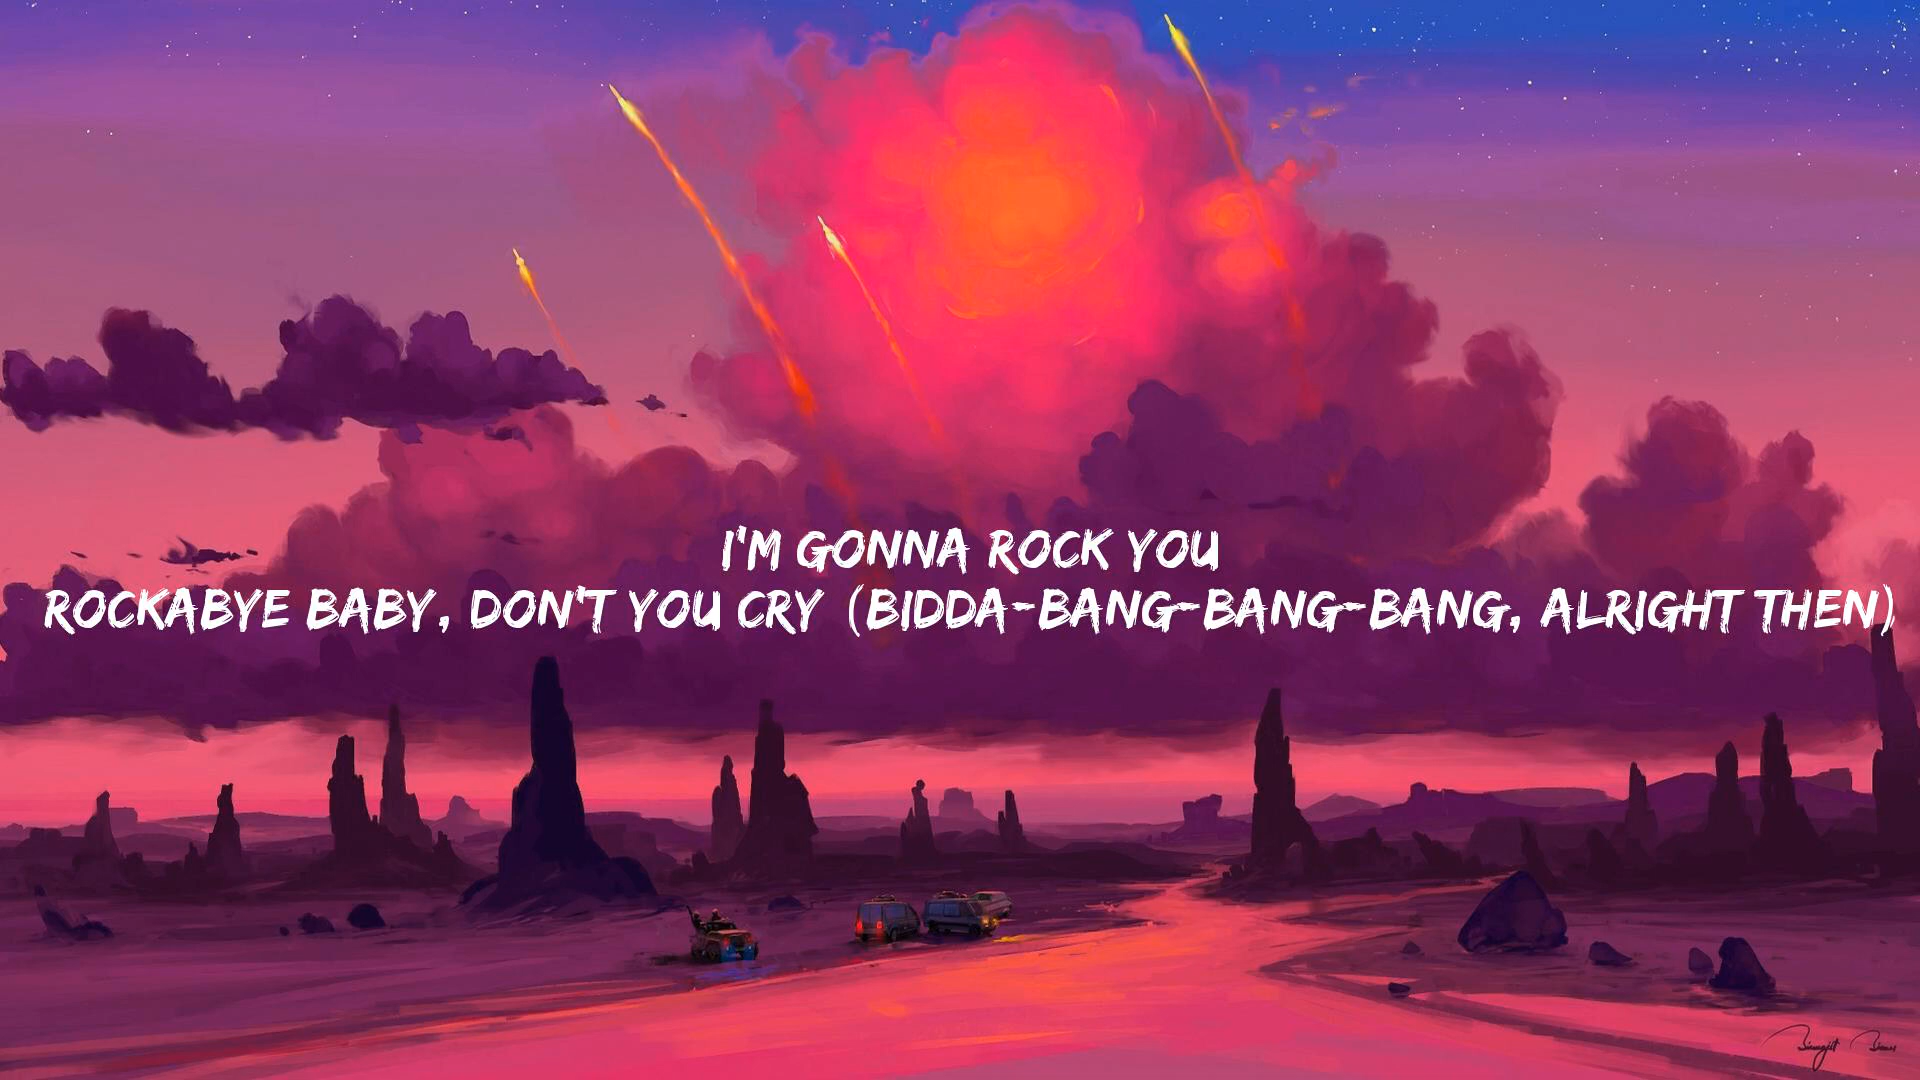 I'M GONNA ROCK YOU
ROCKABYE BABY, DON'T YOU CRY (BIDDA-BANG-BANG-BANG, ALRIGHT THEN)